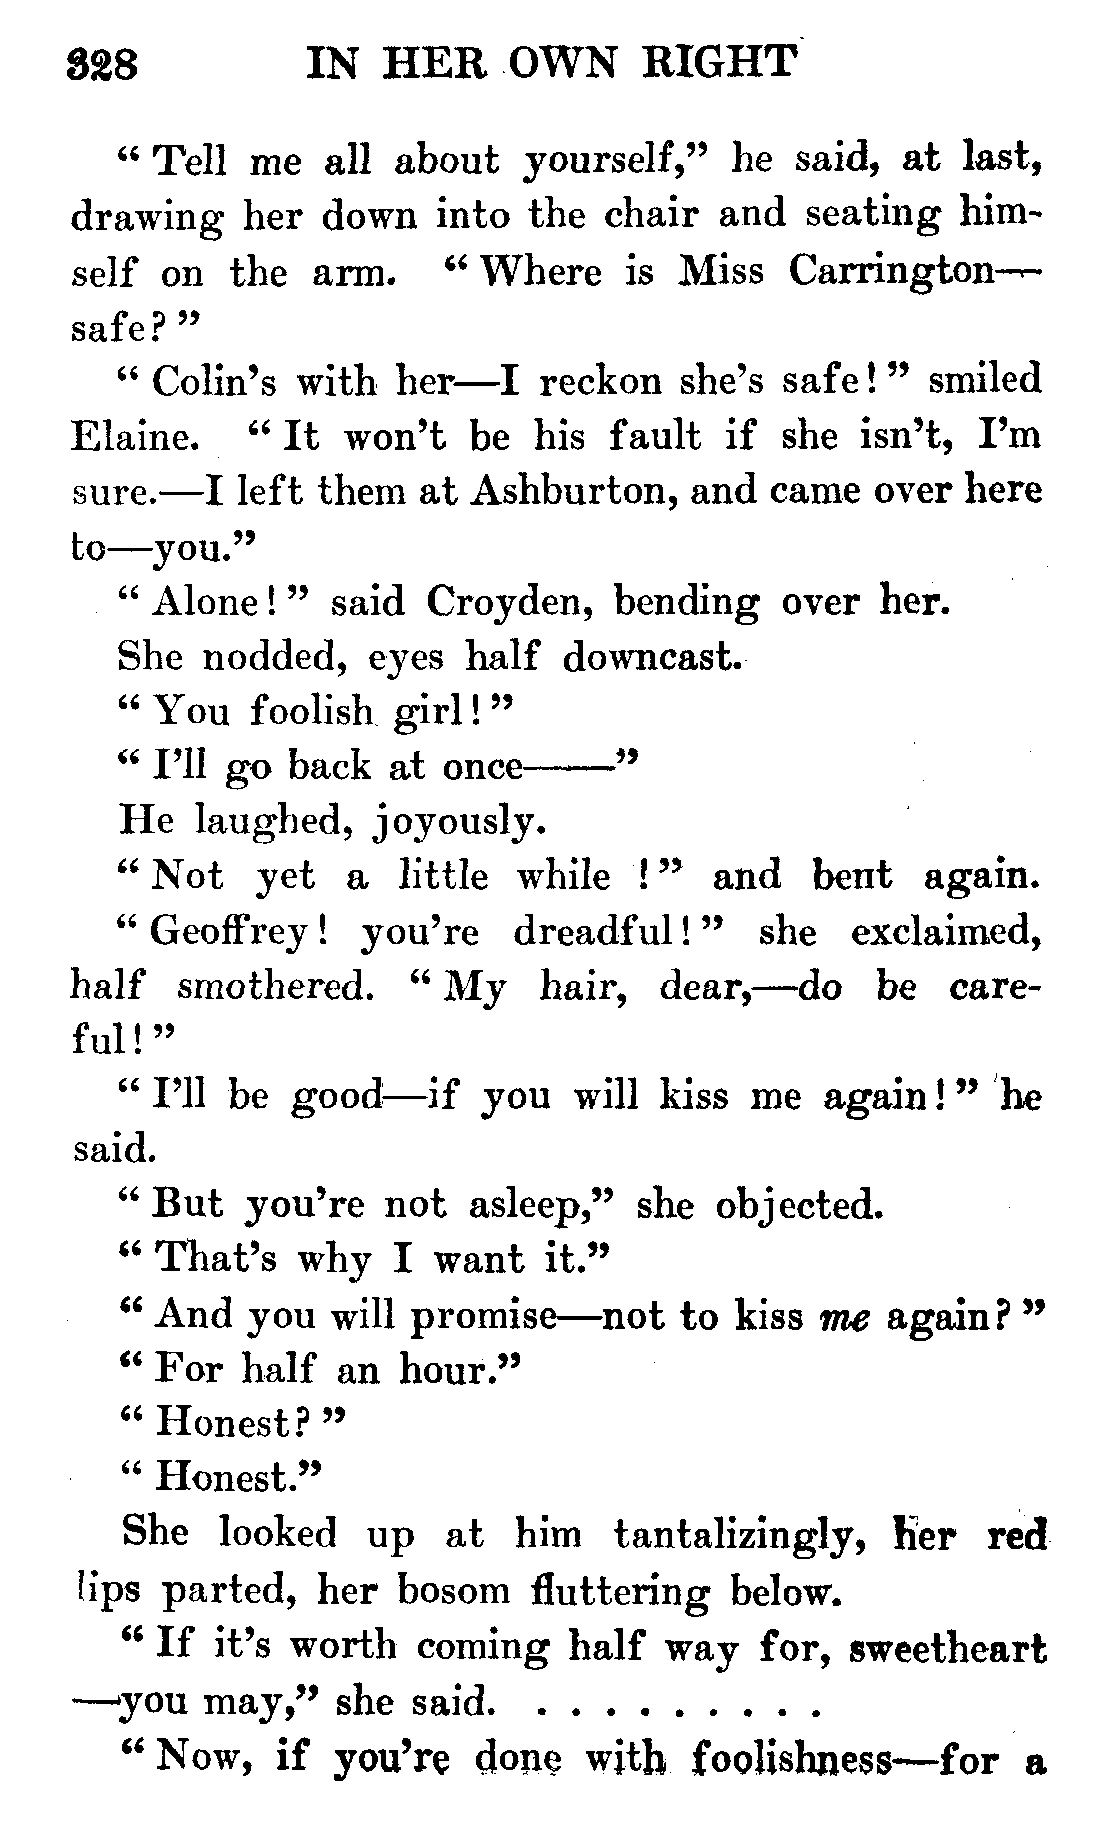 328 IN HER OWN RIGHT
“ Tell me all about yourself,” he said, at last,
drawing her down into the chair and seating him-
self on the arm. “ Where is Miss Carrington—
safe? ”
“ Colin’s with her—I reckon she’s safe! ” smiled
Elaine. “ It won’t be his fault if she isn’t, I’m
sure.—I left them at Ashburton, and came over here
to—you.”
“ Alone! ” said Croyden, bending over her.
She nodded, eyes half downcast.
“ You foolish girl! ”
“ I’ll go back at once——”
He laughed, joyously.
“ Not yet a little while ! ” and bent again.
“ Geoffrey! you’re dreadful! ” she exclaimed,
half smothered. “ My hair, dear,—do be care-
ful! ”
“ I’ll be good—if you will kiss me again! ” he
said.
“ But you’re not asleep,” she objected.
“ That’s why I want it.”
“ And you will promise—not to kiss me again? ”
“ For half an hour.”
“ Honest? ”
“ Honest.”
She looked up at him tantalizingly, her red
lips parted, her bosom fluttering below.
“ If it’s worth coming half way for, sweetheart
—you may,” she said. . . . . . . . . .
“ Now, if you’re done with foolishness—for a